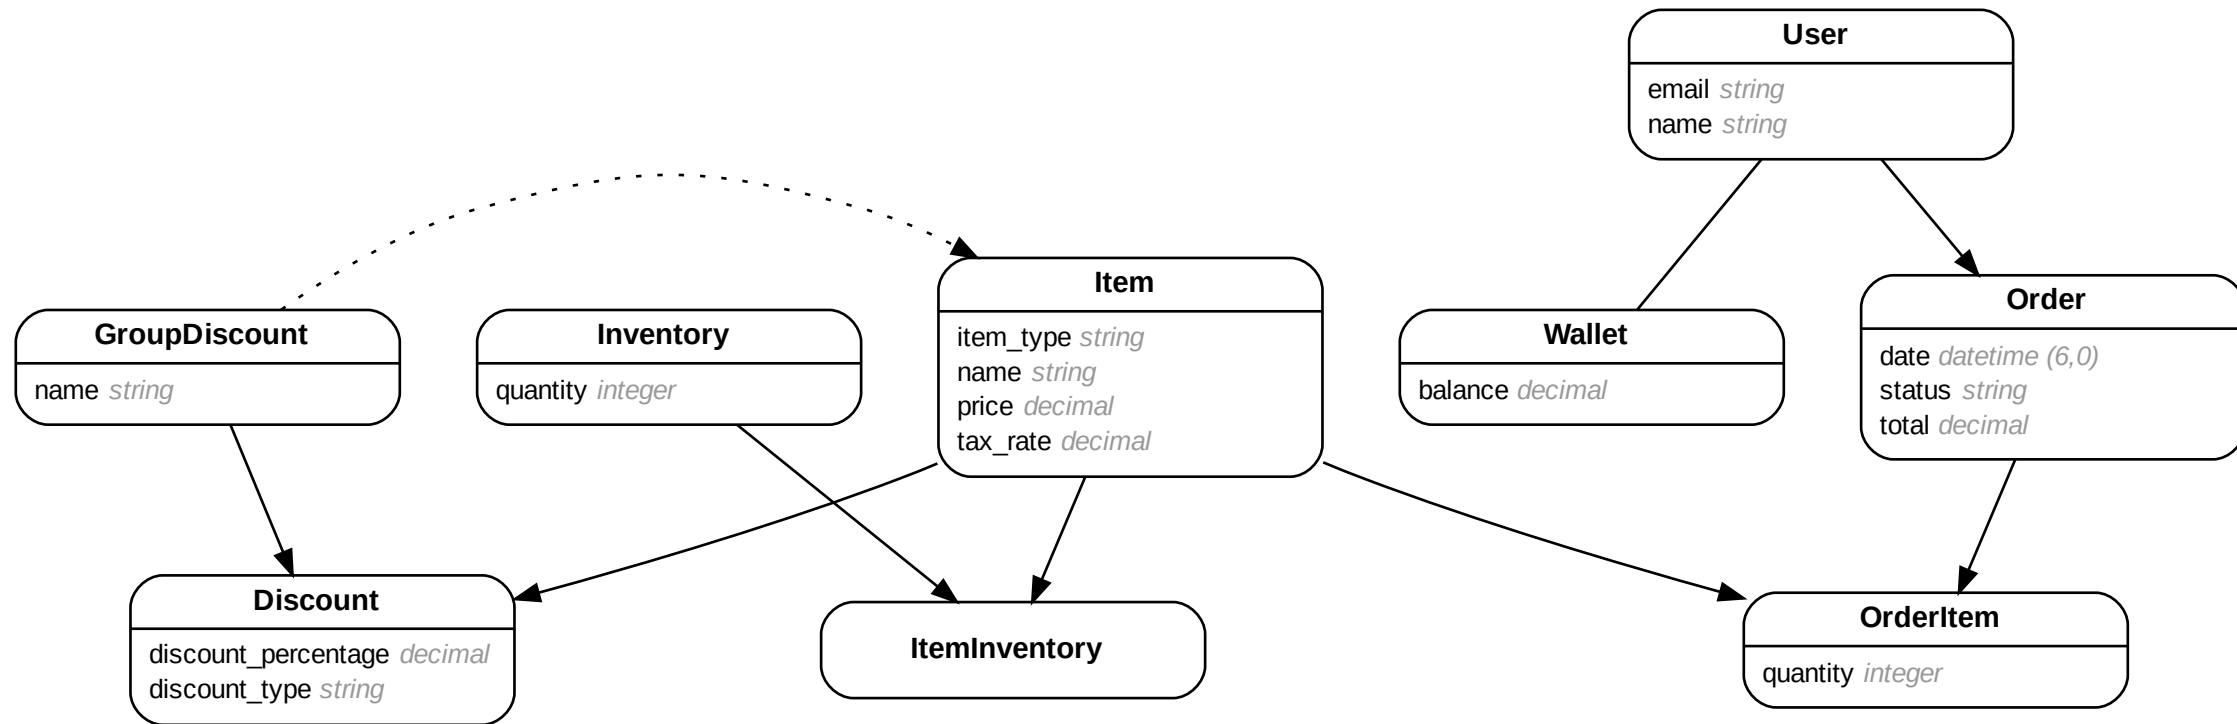 User
email string
name string
GroupDiscount
name string
Inventory
quantity integer
Item
item_type string
name string
price decimal
tax_rate decimal
Wallet
balance decimal
Order
date datetime (6,0)
status string
total decimal
Discount
discount_percentage decimal
discount_type string
ItemInventory
OrderItem
quantity integer